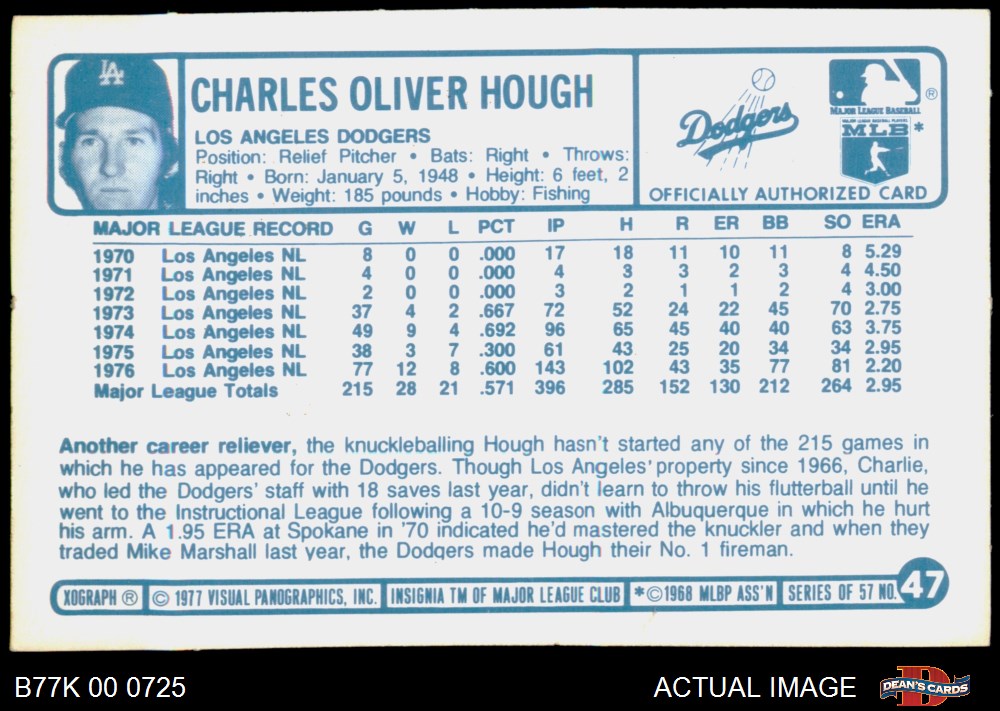 LA
CHARLES OLIVER HOUGH
LOS ANGELES DODGERS
Position: Relief Pitcher • Bats: Right • Throws:
Right • Born: January 5, 1948 • Height: 6 feet, 2
inches • Weight: 185 pounds • Hobby: Fishing
Dodgers
MAJOR LEAGUE BASEBALL ®
MAJOR LEAGUE BASEBALL PLAYERS
MLB *
OFFICIALLY AUTHORIZED CARD
MAJOR LEAGUE RECORD G W L PCT IP H R ER BB SO ERA
1970 Los Angeles NL 8 0 0 .000 17 18 11 10 11 8 5.29
1971 Los Angeles NL 4 0 0 .000 4 3 3 2 3 4 4.50
1972 Los Angeles NL 2 0 0 .000 3 2 1 1 2 4 3.00
1973 Los Angeles NL 37 4 2 .667 72 52 24 22 45 70 2.75
1974 Los Angeles NL 49 9 4 .692 96 65 45 40 40 63 3.75
1975 Los Angeles NL 38 3 7 .300 61 43 25 20 34 34 2.95
1976 Los Angeles NL 77 12 8 .600 143 102 43 35 77 81 2.20
Major League Totals 215 28 21 .571 396 285 152 130 212 264 2.95
Another career reliever, the knuckleballing Hough hasn't started any of the 215 games in
which he has appeared for the Dodgers. Though Los Angeles' property since 1966, Charlie,
who led the Dodgers' staff with 18 saves last year, didn't learn to throw his flutterball until he
went to the Instructional League following a 10-9 season with Albuquerque in which he hurt
his arm. A 1.95 ERA at Spokane in '70 indicated he'd mastered the knuckler and when they
traded Mike Marshall last year, the Dodgers made Hough their No. 1 fireman.
XOGRAPH ® © 1977 VISUAL PANOGRAPHICS, INC. INSIGNIA TM OF MAJOR LEAGUE CLUB *©1968 MLBP ASS'N SERIES OF 57 NO. 47
B77K 00 0725 ACTUAL IMAGE D DEAN'S CARDS